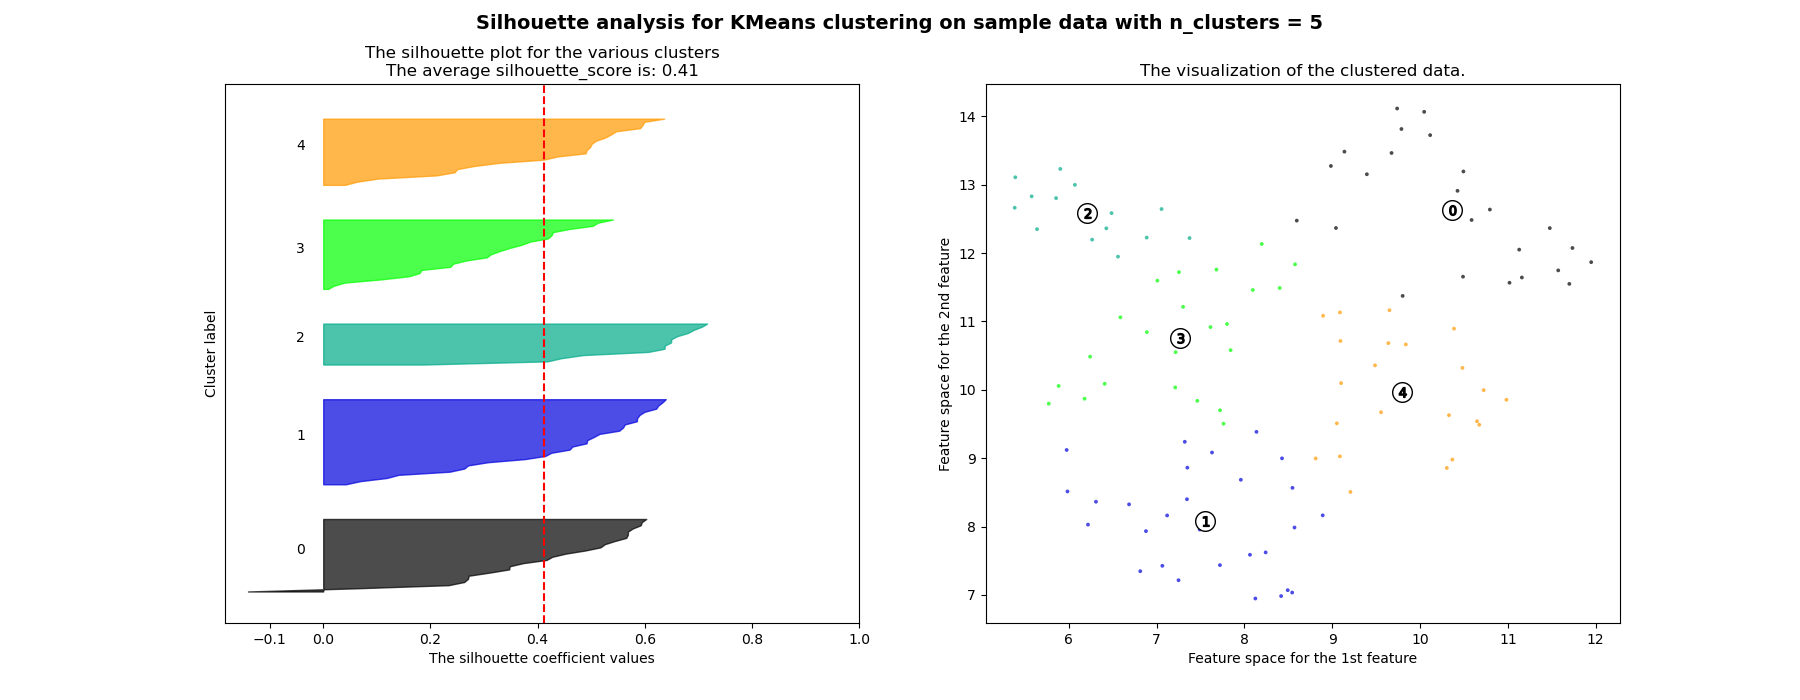 Silhouette analysis for KMeans clustering on sample data with n_clusters = 5
The silhouette plot for the various clusters
The average silhouette_score is: 0.41
4
3
2
1
0
Cluster label
−0.1 0.0 0.2 0.4 0.6 0.8 1.0
The silhouette coefficient values
The visualization of the clustered data.
14
13
12
11
10
9
8
7
Feature space for the 2nd feature
2
0
3
4
1
6 7 8 9 10 11 12
Feature space for the 1st feature